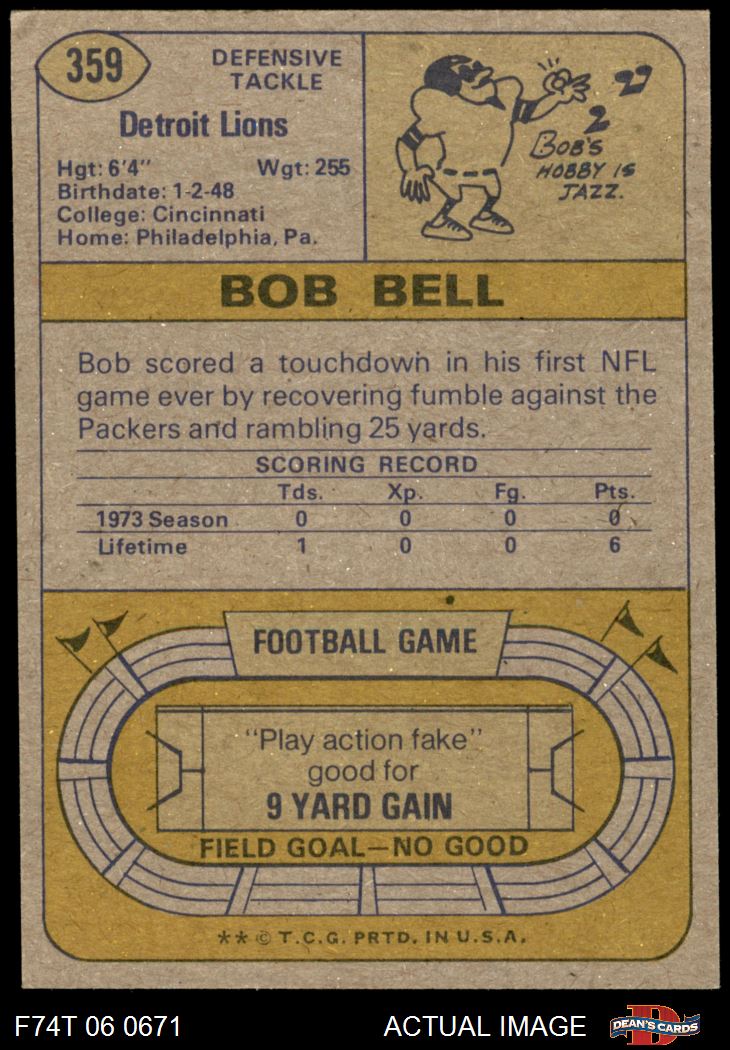 359
DEFENSIVE
TACKLE
Detroit Lions
Hgt: 6'4" Wgt: 255
Birthdate: 1-2-48
College: Cincinnati
Home: Philadelphia, Pa.
BOB'S
HOBBY IS
JAZZ.
BOB BELL
Bob scored a touchdown in his first NFL
game ever by recovering fumble against the
Packers and rambling 25 yards.
SCORING RECORD
Tds. Xp. Fg. Pts.
1973 Season 0 0 0 0
Lifetime 1 0 0 6
FOOTBALL GAME
"Play action fake"
good for
9 YARD GAIN
FIELD GOAL—NO GOOD
** © T.C.G. PRTD. IN U.S.A.
F74T 06 0671 ACTUAL IMAGE
D
DEAN'S CARDS